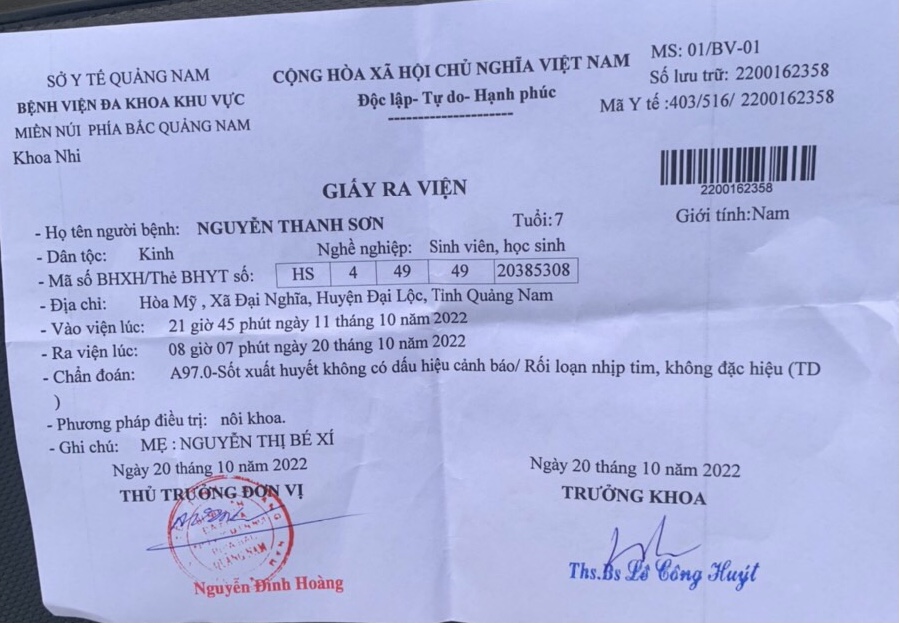 SỞ Y TẾ QUẢNG NAM
BỆNH VIỆN ĐA KHOA KHU VỰC
MIỀN NÚI PHÍA BẮC QUẢNG NAM
Khoa Nhi
CỘNG HÒA XÃ HỘI CHỦ NGHĨA VIỆT NAM
Độc lập- Tự do- Hạnh phúc
MS: 01/BV-01
Số lưu trữ: 2200162358
Mã Y tế :403/516/ 2200162358
2200162358
GIẤY RA VIỆN
- Họ tên người bệnh: NGUYỄN THANH SƠN Tuổi:7 Giới tính:Nam
- Dân tộc: Kinh Nghề nghiệp: Sinh viên, học sinh
- Mã số BHXH/Thẻ BHYT số: HS 4 49 49 20385308
- Địa chỉ: Hòa Mỹ , Xã Đại Nghĩa, Huyện Đại Lộc, Tỉnh Quảng Nam
- Vào viện lúc: 21 giờ 45 phút ngày 11 tháng 10 năm 2022
- Ra viện lúc: 08 giờ 07 phút ngày 20 tháng 10 năm 2022
- Chẩn đoán: A97.0-Sốt xuất huyết không có dấu hiệu cảnh báo/ Rối loạn nhịp tim, không đặc hiệu (TD
)
- Phương pháp điều trị: nôi khoa.
- Ghi chú: MẸ : NGUYỄN THỊ BÉ XÍ
Ngày 20 tháng 10 năm 2022
THỦ TRƯỞNG ĐƠN VỊ
QUẢNG NAM
Nguyễn Đình Hoàng
Ngày 20 tháng 10 năm 2022
TRƯỞNG KHOA
Ths.Bs Lê Công Huýt